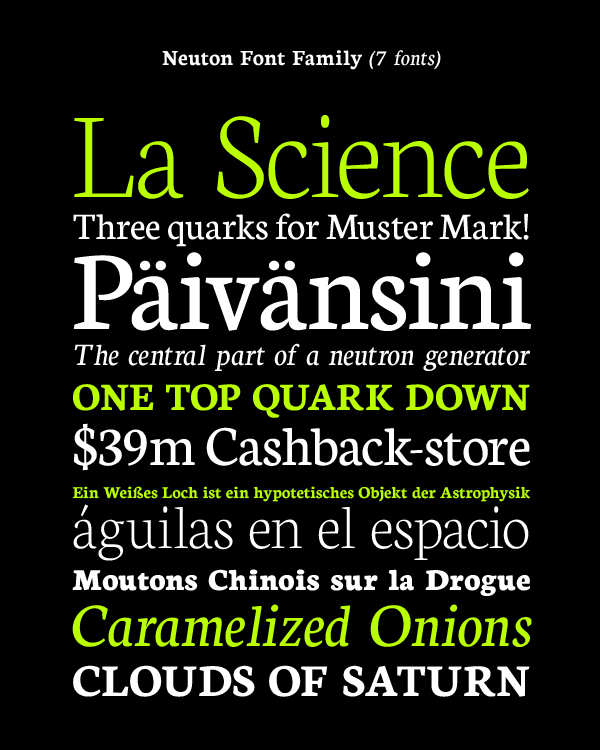 Neuton Font Family (7 fonts)
La Science
Three quarks for Muster Mark!
Päivänsini
The central part of a neutron generator
ONE TOP QUARK DOWN
$39m Cashback-store
Ein Weißes Loch ist ein hypotetisches Objekt der Astrophysik
águilas en el espacio
Moutons Chinois sur la Drogue
Caramelized Onions
CLOUDS OF SATURN